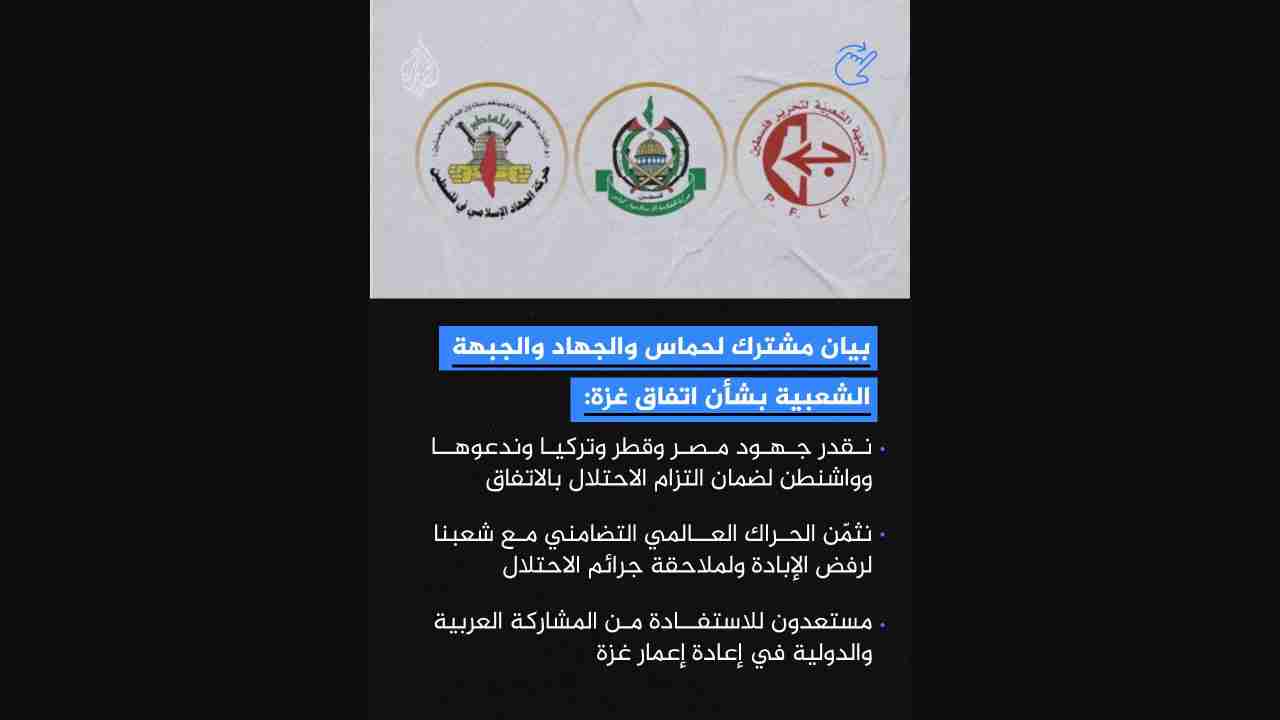 الجبهة الشعبية لتحرير فلسطين
P. F. L. P.
فلسطين
حركة الجهاد الإسلامي في فلسطين
بيان مشترك لحماس والجهاد والجبهة
الشعبية بشأن اتفاق غزة:
نقدر جهود مصر وقطر وتركيا وندعوها
وواشنطن لضمان التزام الاحتلال بالاتفاق
نثمّن الحراك العالمي التضامني مع شعبنا
لرفض الإبادة ولملاحقة جرائم الاحتلال
مستعدون للاستفادة من المشاركة العربية
والدولية في إعادة إعمار غزة